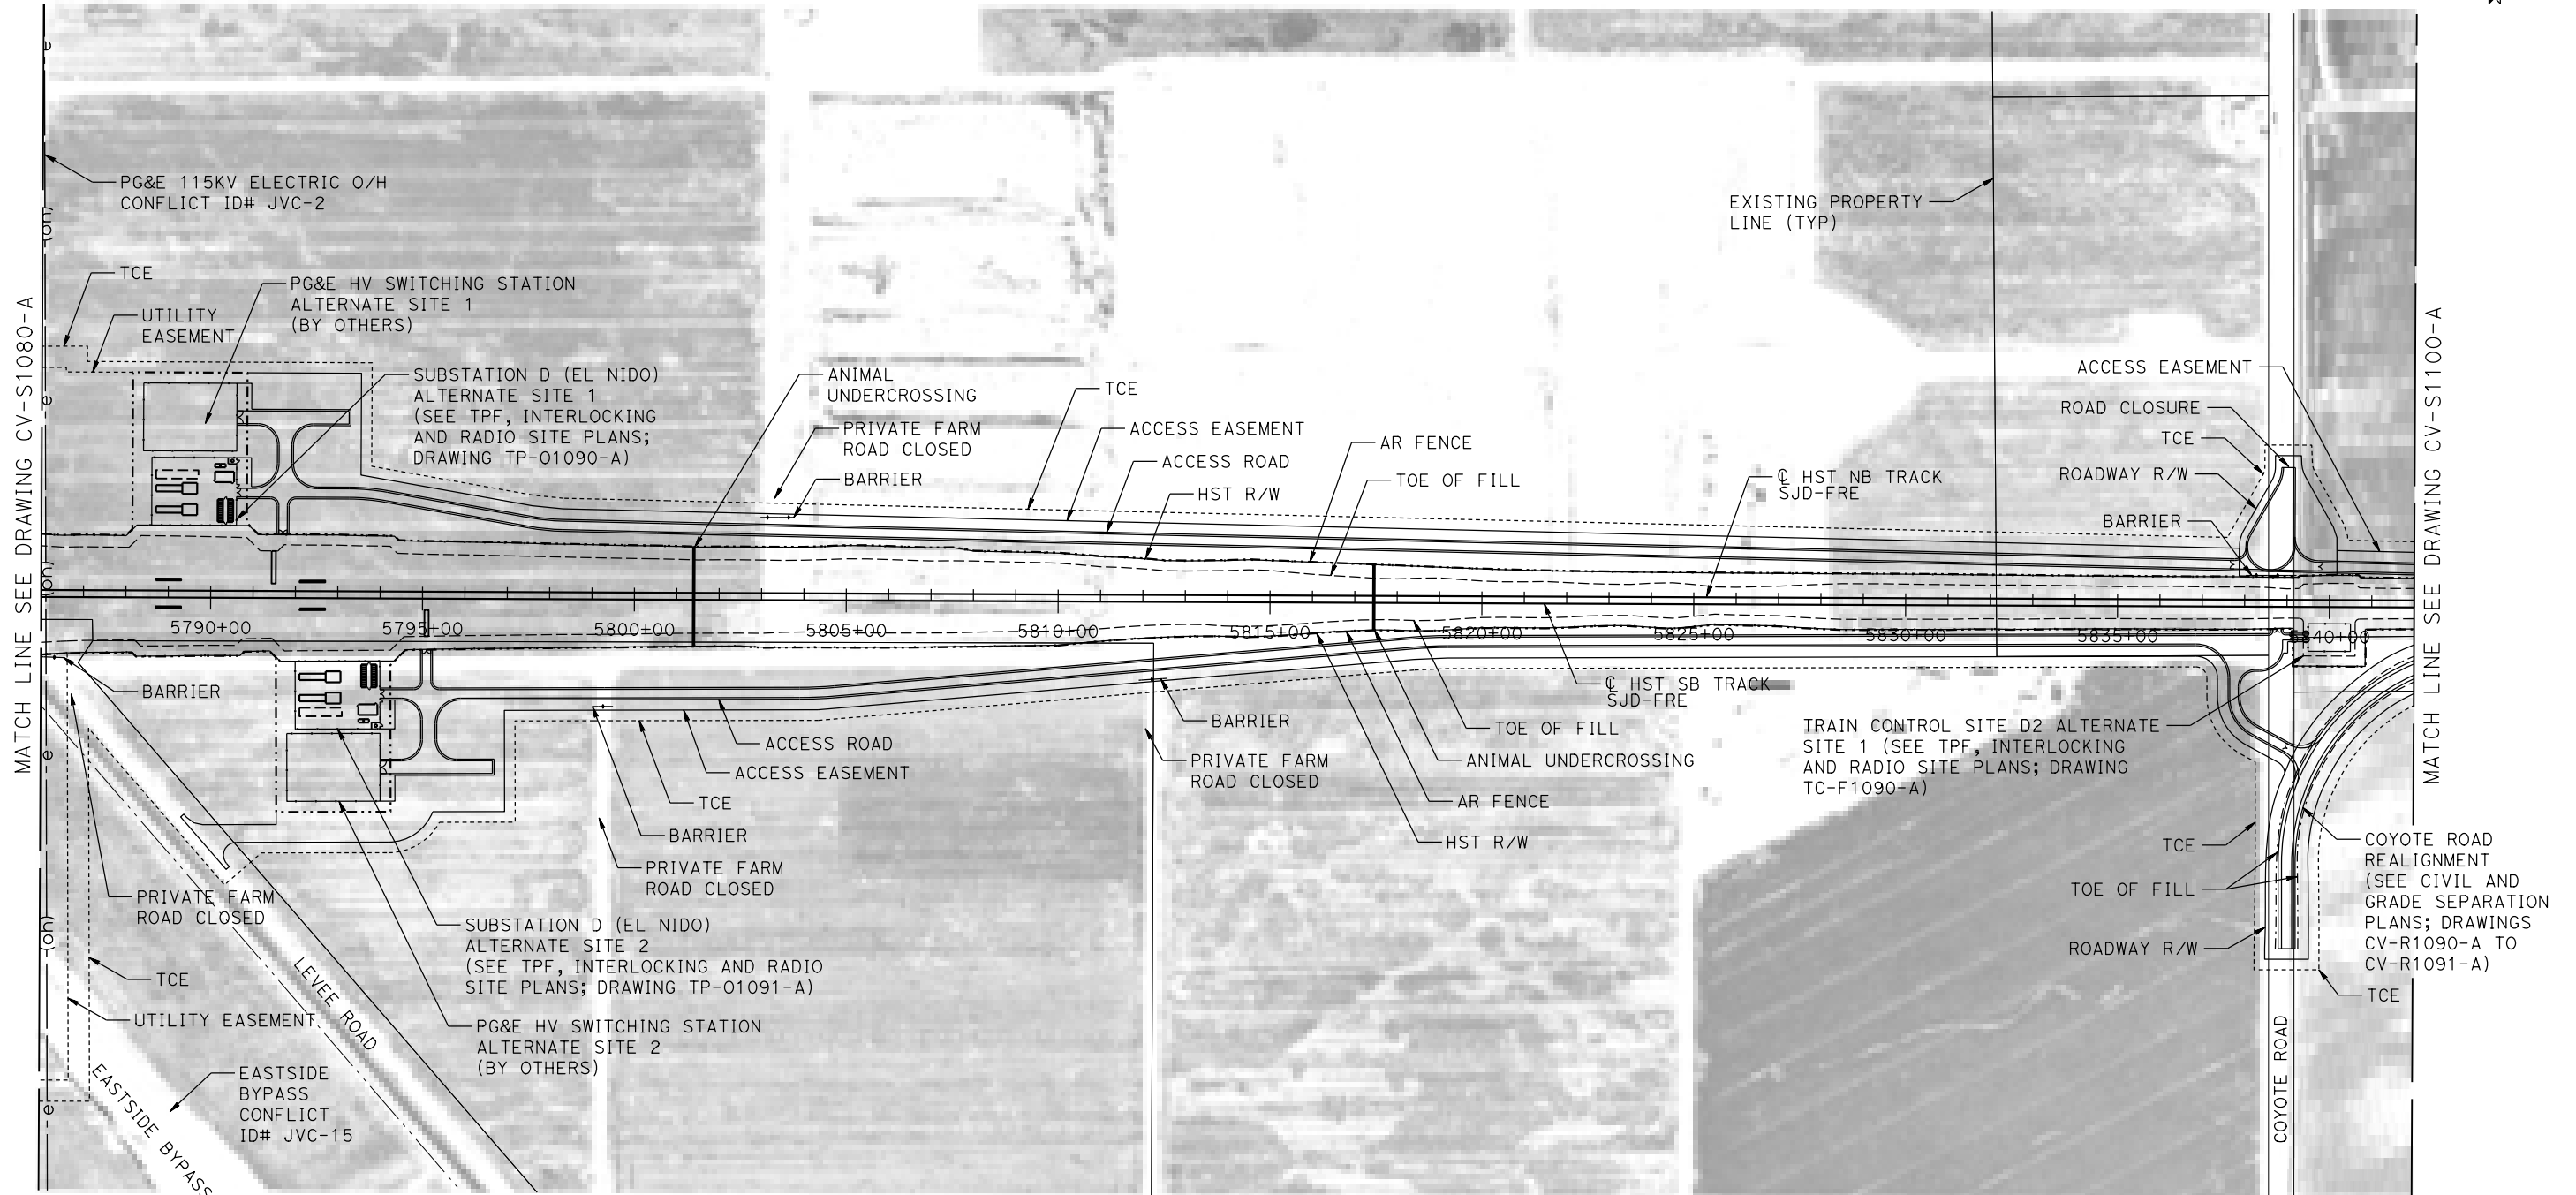 MATCH LINE SEE DRAWING CV-S1080-A
e
(oh)
e
(oh)
e
(oh)
e
PG&E 115KV ELECTRIC O/H
CONFLICT ID# JVC-2
TCE
UTILITY
EASEMENT
PG&E HV SWITCHING STATION
ALTERNATE SITE 1
(BY OTHERS)
SUBSTATION D (EL NIDO)
ALTERNATE SITE 1
(SEE TPF, INTERLOCKING
AND RADIO SITE PLANS;
DRAWING TP-O1090-A)
ANIMAL
UNDERCROSSING
PRIVATE FARM
ROAD CLOSED
BARRIER
TCE
ACCESS EASEMENT
ACCESS ROAD
HST R/W
AR FENCE
TOE OF FILL
EXISTING PROPERTY
LINE (TYP)
℄ HST NB TRACK
SJD-FRE
ACCESS EASEMENT
ROAD CLOSURE
TCE
ROADWAY R/W
BARRIER
MATCH LINE SEE DRAWING CV-S1100-A
5790+00
5795+00
5800+00
5805+00
5810+00
5815+00
5820+00
5825+00
5830+00
5835+00
5840+00
BARRIER
PRIVATE FARM
ROAD CLOSED
TCE
UTILITY EASEMENT
EASTSIDE
BYPASS
CONFLICT
ID# JVC-15
EASTSIDE BYPASS
LEVEE ROAD
ACCESS ROAD
ACCESS EASEMENT
TCE
BARRIER
PRIVATE FARM
ROAD CLOSED
SUBSTATION D (EL NIDO)
ALTERNATE SITE 2
(SEE TPF, INTERLOCKING AND RADIO
SITE PLANS; DRAWING TP-O1091-A)
PG&E HV SWITCHING STATION
ALTERNATE SITE 2
(BY OTHERS)
BARRIER
PRIVATE FARM
ROAD CLOSED
℄ HST SB TRACK
SJD-FRE
TOE OF FILL
ANIMAL UNDERCROSSING
AR FENCE
HST R/W
TRAIN CONTROL SITE D2 ALTERNATE
SITE 1 (SEE TPF, INTERLOCKING
AND RADIO SITE PLANS; DRAWING
TC-F1090-A)
TCE
TOE OF FILL
ROADWAY R/W
COYOTE ROAD
REALIGNMENT
(SEE CIVIL AND
GRADE SEPARATION
PLANS; DRAWINGS
CV-R1090-A TO
CV-R1091-A)
TCE
COYOTE ROAD